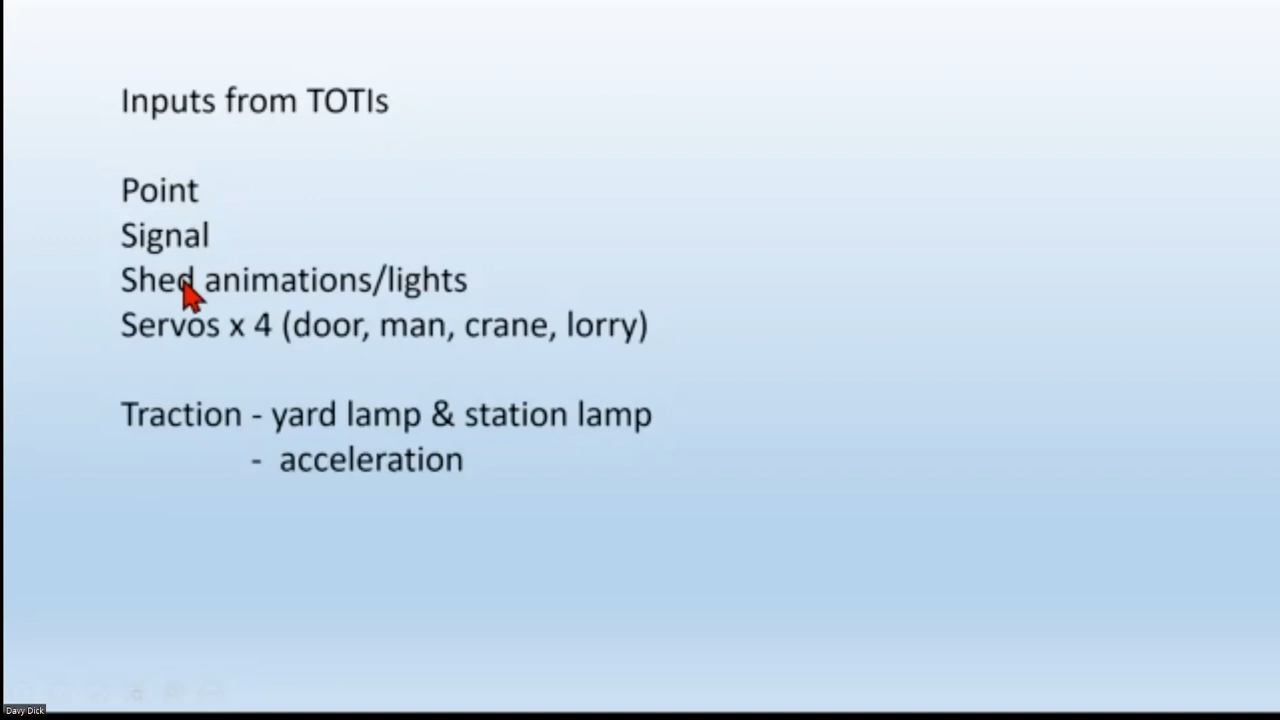 Inputs from TOTIs
Point
Signal
Shed animations/lights
Servos x 4 (door, man, crane, lorry)
Traction - yard lamp & station lamp
- acceleration
Davy Dick